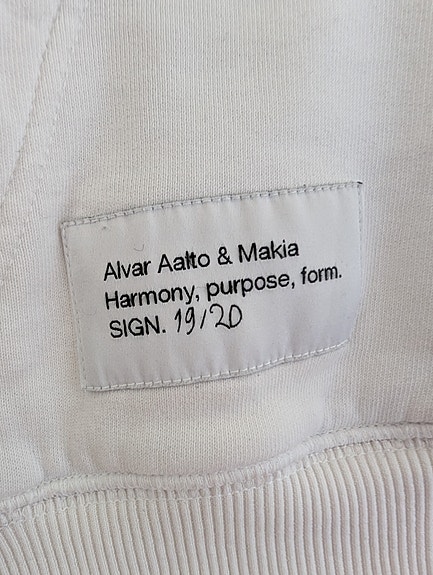 Alvar Aalto & Makia
Harmony, purpose, form.
SIGN. 19/20